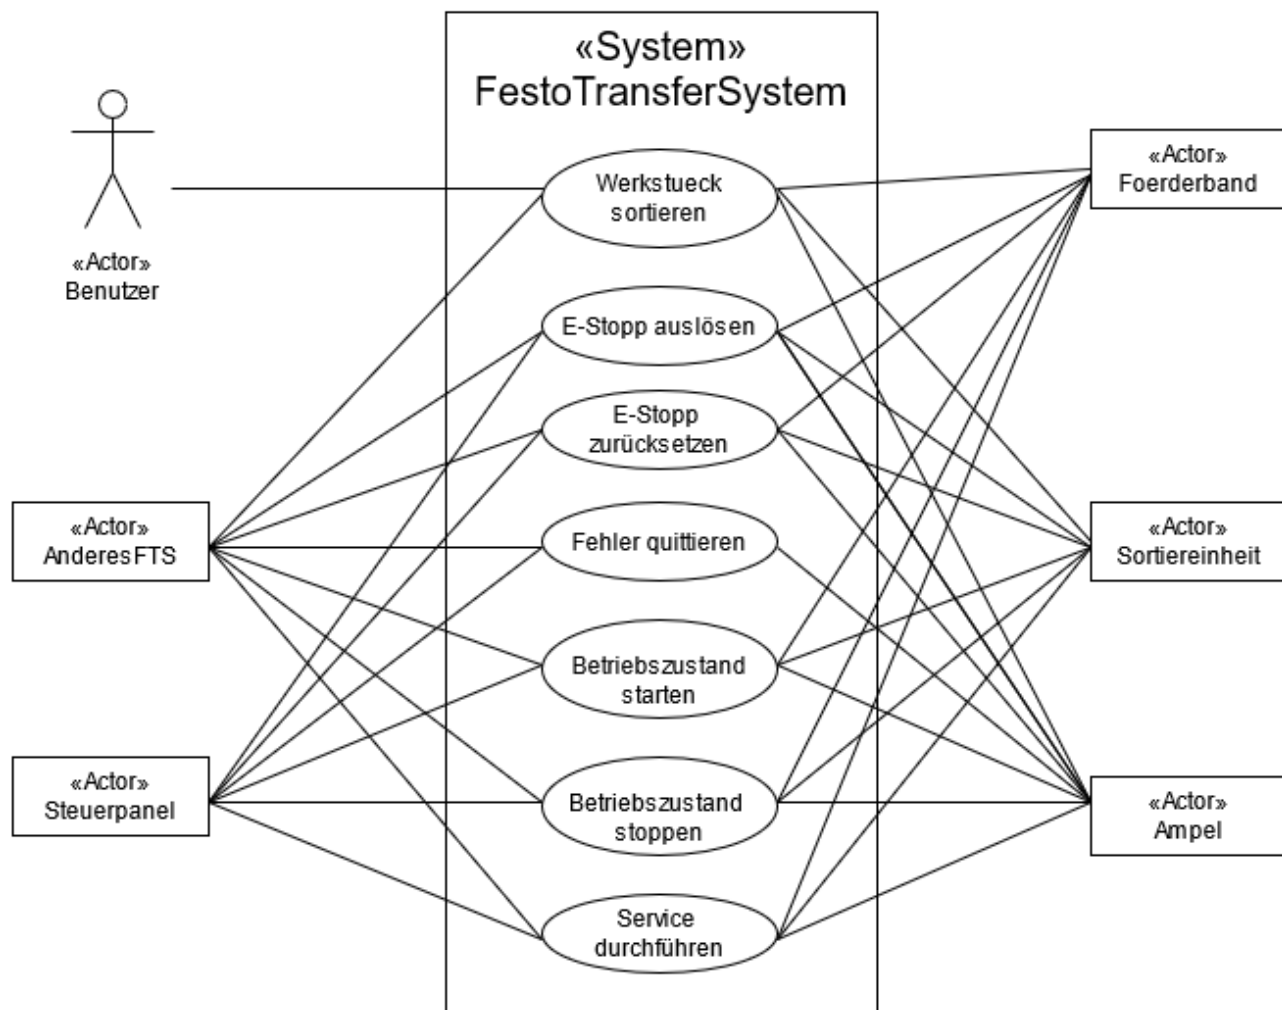 «System»
FestoTransferSystem
«Actor»
Benutzer
«Actor»
AnderesFTS
«Actor»
Steuerpanel
Werkstueck
sortieren
E-Stopp auslösen
E-Stopp
zurücksetzen
Fehler quittieren
Betriebszustand
starten
Betriebszustand
stoppen
Service
durchführen
«Actor»
Foerderband
«Actor»
Sortiereinheit
«Actor»
Ampel